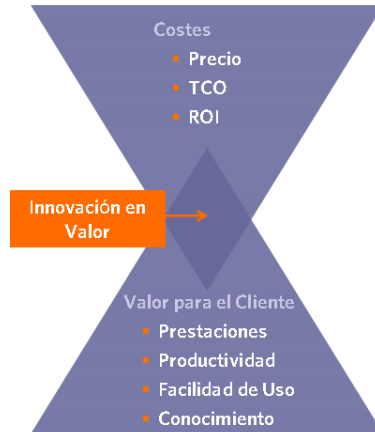 Costes
Precio
TCO
ROI
Innovación en
Valor
Valor para el Cliente
Prestaciones
Productividad
Facilidad de Uso
Conocimiento